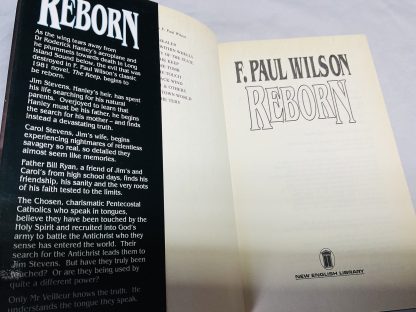 REBORN
As the wing tears away from
Dr Roderick Hanley's aeroplane and
he plummets towards death in Long
Island Sound below, the evil that was
destroyed in F. Paul Wilson's classic
1981 novel, The Keep, begins to
be reborn.
Jim Stevens, Hanley's heir, has spent
his life searching for his natural
parents. Overjoyed to learn that
Hanley must be his father, he begins
the search for his mother – and finds
instead a devastating truth.
Carol Stevens, Jim's wife, begins
experiencing nightmares of relentless
savagery so real, so detailed they
almost seem like memories.
Father Bill Ryan, a friend of Jim's and
Carol's from high school days, finds his
friendship, his sanity and the very roots
of his faith tested to the limits.
The Chosen, charismatic Pentecostal
Catholics who speak in tongues,
believe they have been touched by the
Holy Spirit and recruited into God's
army to battle the Antichrist who they
sense has entered the world. Their
search for the Antichrist leads them to
Jim Stevens. But have they truly been
touched? Or are they being used by
quite a different power?
Only Mr Veilleur knows the truth. He
understands the tongue they speak.
F. Paul Wilson
KEEP
TOUCH
OTHERS
F. PAUL WILSON
REBORN
NEW ENGLISH LIBRARY